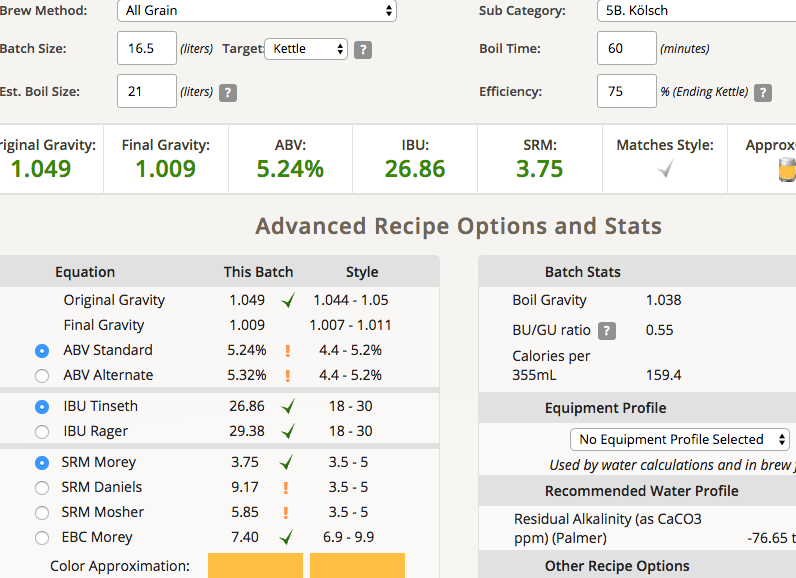 Brew Method: All Grain Sub Category: 5B. Kölsch
Batch Size: 16.5 (liters) Target: Kettle ? Boil Time: 60 (minutes)
Est. Boil Size: 21 (liters) ? Efficiency: 75 % (Ending Kettle) ?
riginal Gravity: Final Gravity: ABV: IBU: SRM: Matches Style: Approx
1.049 1.009 5.24% 26.86 3.75
Advanced Recipe Options and Stats
Equation This Batch Style
Original Gravity 1.049 1.044 - 1.05
Final Gravity 1.009 1.007 - 1.011
ABV Standard 5.24% ! 4.4 - 5.2%
ABV Alternate 5.32% ! 4.4 - 5.2%
IBU Tinseth 26.86 18 - 30
IBU Rager 29.38 18 - 30
SRM Morey 3.75 3.5 - 5
SRM Daniels 9.17 ! 3.5 - 5
SRM Mosher 5.85 ! 3.5 - 5
EBC Morey 7.40 6.9 - 9.9
Color Approximation:
Batch Stats
Boil Gravity 1.038
BU/GU ratio ? 0.55
Calories per
355mL 159.4
Equipment Profile
No Equipment Profile Selected
Used by water calculations and in brew
Recommended Water Profile
Residual Alkalinity (as CaCO3
ppm) (Palmer) -76.65 t
Other Recipe Options